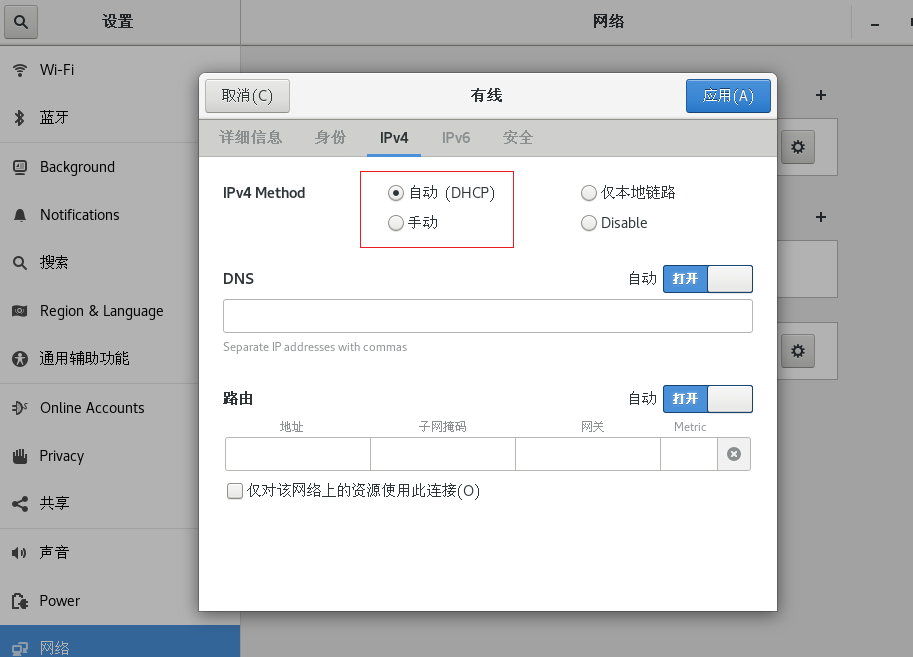 设置
网络
Wi-Fi
蓝牙
Background
Notifications
搜索
Region & Language
通用辅助功能
Online Accounts
Privacy
共享
声音
Power
网络
取消(C)
有线
应用(A)
详细信息
身份
IPv4
IPv6
安全
IPv4 Method
自动 (DHCP)
仅本地链路
手动
Disable
DNS
自动
打开
Separate IP addresses with commas
路由
自动
打开
地址
子网掩码
网关
Metric
仅对该网络上的资源使用此连接(O)